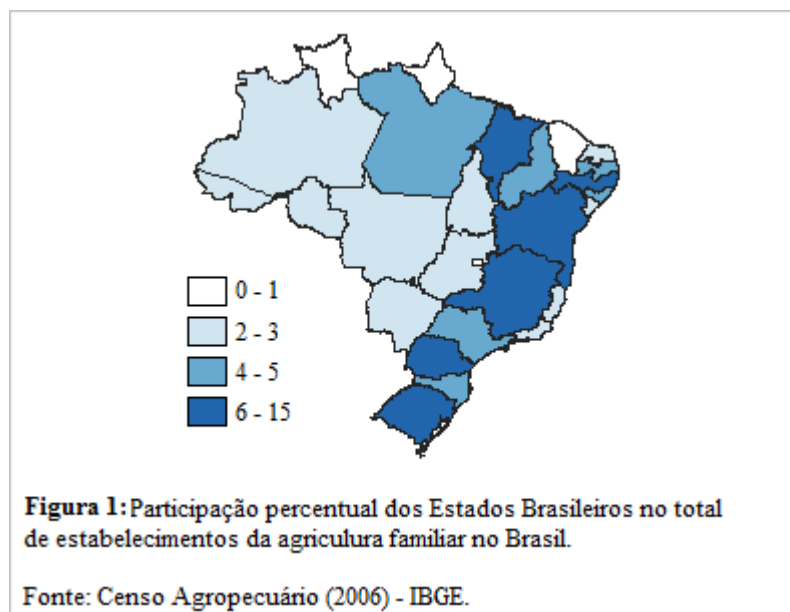 0 - 1
2 - 3
4 - 5
6 - 15
Figura 1: Participação percentual dos Estados Brasileiros no total
de estabelecimentos da agricultura familiar no Brasil.
Fonte: Censo Agropecuário (2006) - IBGE.